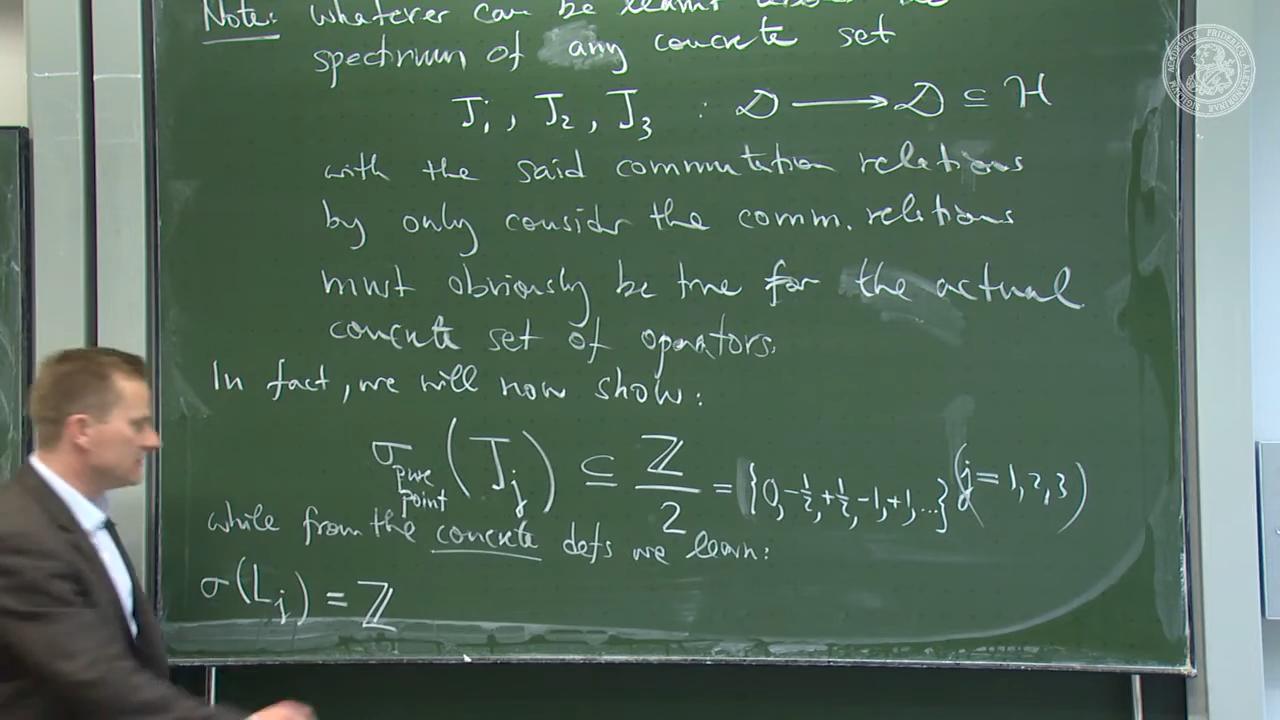 Note: whatever can be learnt about the
spectrum of any concrete set
J₁, J₂, J₃ : 𝒟 ⟶ 𝒟 ⊆ ℋ
with the said commutation relations
by only consider the comm. relations
must obviously be true for the actual
concrete set of operators.
In fact, we will now show:
σ_pure point (J_j) ⊆ ℤ/2 = {0, -½, +½, -1, +1, ...} (j = 1, 2, 3)
while from the concrete defs we learn:
σ(L_j) = ℤ